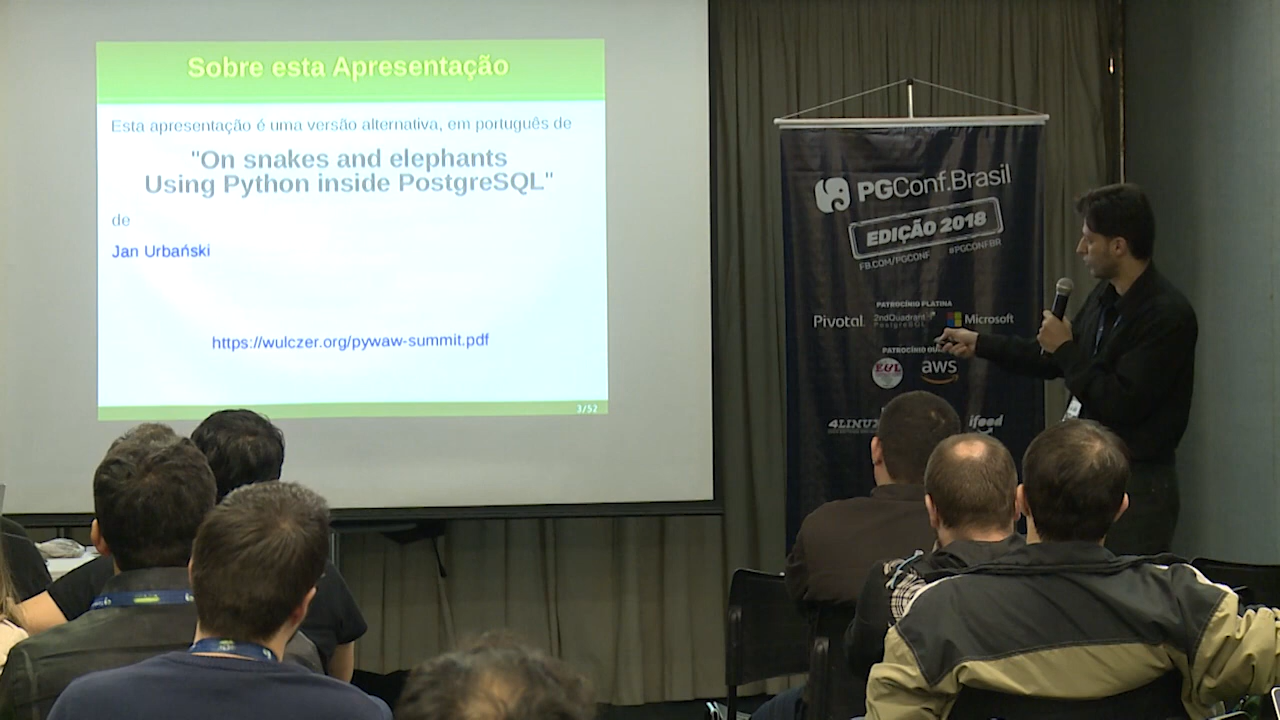 Sobre esta Apresentação
Esta apresentação é uma versão alternativa, em português de
"On snakes and elephants
Using Python inside PostgreSQL"
de
Jan Urbański
https://wulczer.org/pywaw-summit.pdf
3/52
PGConf.Brasil
EDIÇÃO 2018
FB.COM/PGCONF #PGCONFBR
PATROCÍNIO PLATINA
Pivotal. 2ndQuadrant PostgreSQL Microsoft
PATROCÍNIO
aws
4LINUX ifood